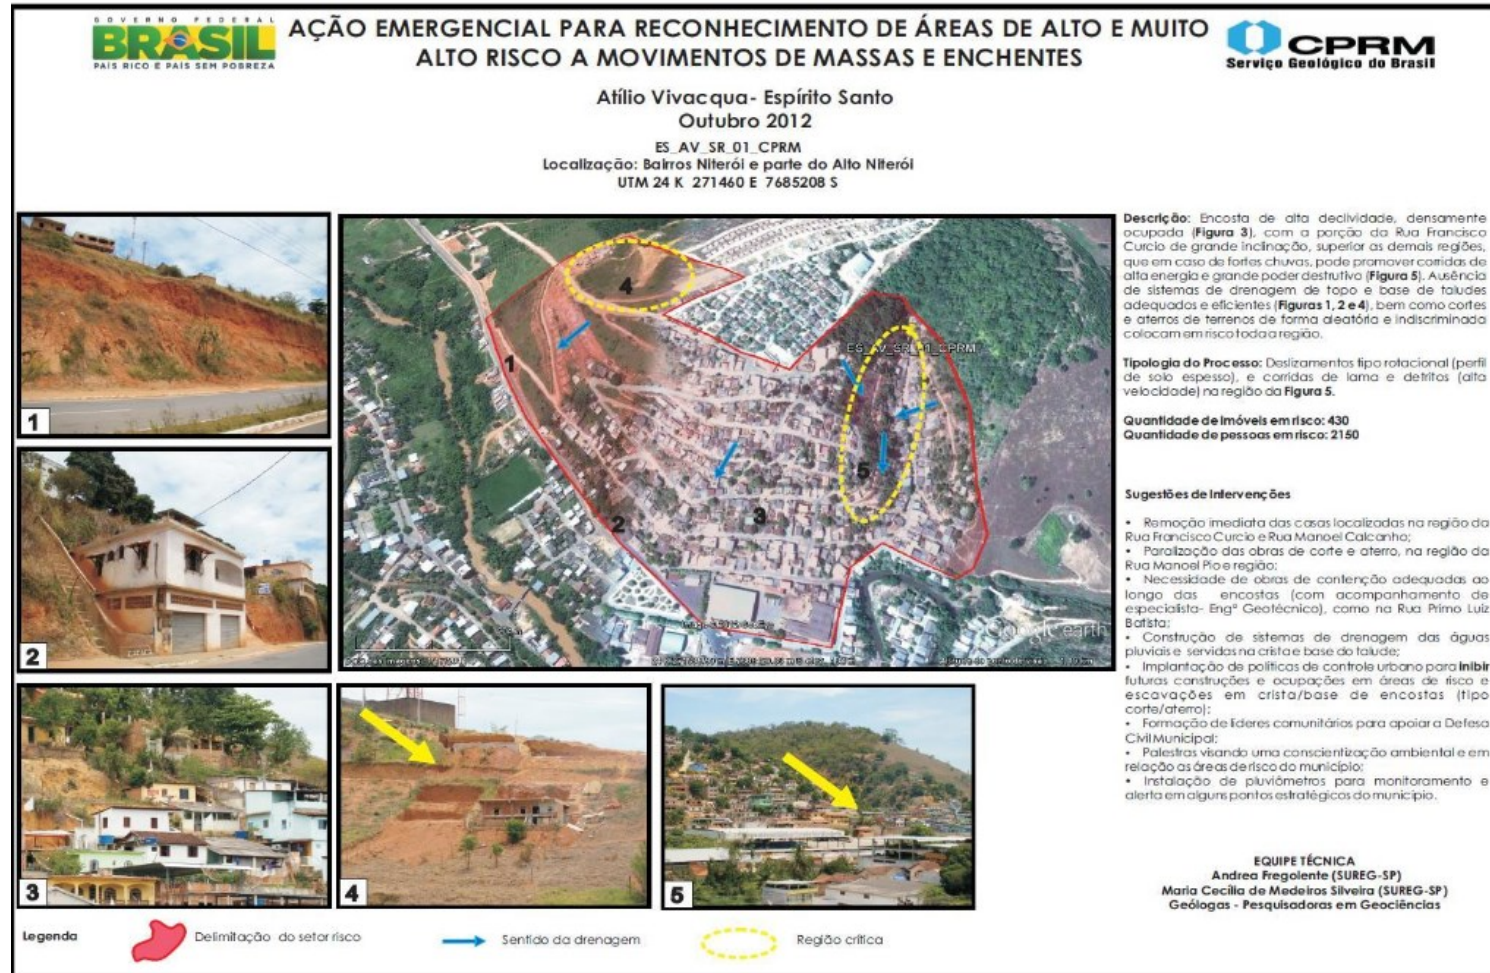 GOVERNO FEDERAL
BRASIL
PAÍS RICO É PAÍS SEM POBREZA
AÇÃO EMERGENCIAL PARA RECONHECIMENTO DE ÁREAS DE ALTO E MUITO
ALTO RISCO A MOVIMENTOS DE MASSAS E ENCHENTES
CPRM
Serviço Geológico do Brasil
Atílio Vivacqua- Espírito Santo
Outubro 2012
ES_AV_SR_01_CPRM
Localização: Bairros Niterói e parte do Alto Niterói
UTM 24 K 271460 E 7685208 S
1
2
3
4
5
1
2
3
4
5
ES_AV_SR_01_CPRM
Google earth
Descrição: Encosta de alta declividade, densamente
ocupada (Figura 3), com a porção da Rua Francisco
Curcio de grande inclinação, superior as demais regiões,
que em caso de fortes chuvas, pode promover corridas de
alta energia e grande poder destrutivo (Figura 5). Ausência
de sistemas de drenagem de topo e base de taludes
adequados e eficientes (Figuras 1, 2 e 4), bem como cortes
e aterros de terrenos de forma aleatória e indiscriminada
colocam em risco toda a região.
Tipologia do Processo: Deslizamentos tipo rotacional (perfil
de solo espesso), e corridas de lama e detritos (alta
velocidade) na região da Figura 5.
Quantidade de imóveis em risco: 430
Quantidade de pessoas em risco: 2150
Sugestões de Intervenções
• Remoção imediata das casas localizadas na região da
Rua Francisco Curcio e Rua Manoel Calcanho;
• Paralização das obras de corte e aterro, na região da
Rua Manoel Pio e região;
• Necessidade de obras de contenção adequadas ao
longo das encostas (com acompanhamento de
especialista- Engº Geotécnico), como na Rua Primo Luiz
Batista;
• Construção de sistemas de drenagem das águas
pluviais e servidas na crista e base do talude;
• Implantação de políticas de controle urbano para inibir
futuras construções e ocupações em áreas de risco e
escavações em crista/base de encostas (tipo
corte/aterro);
• Formação de líderes comunitários para apoiar a Defesa
Civil Municipal;
• Palestras visando uma conscientização ambiental e em
relação as áreas de risco do município;
• Instalação de pluviômetros para monitoramento e
alerta em alguns pontos estratégicos do município.
EQUIPE TÉCNICA
Andrea Fregolente (SUREG-SP)
Maria Cecília de Medeiros Silveira (SUREG-SP)
Geólogas - Pesquisadoras em Geociências
Legenda
Delimitação do setor risco
Sentido da drenagem
Região crítica